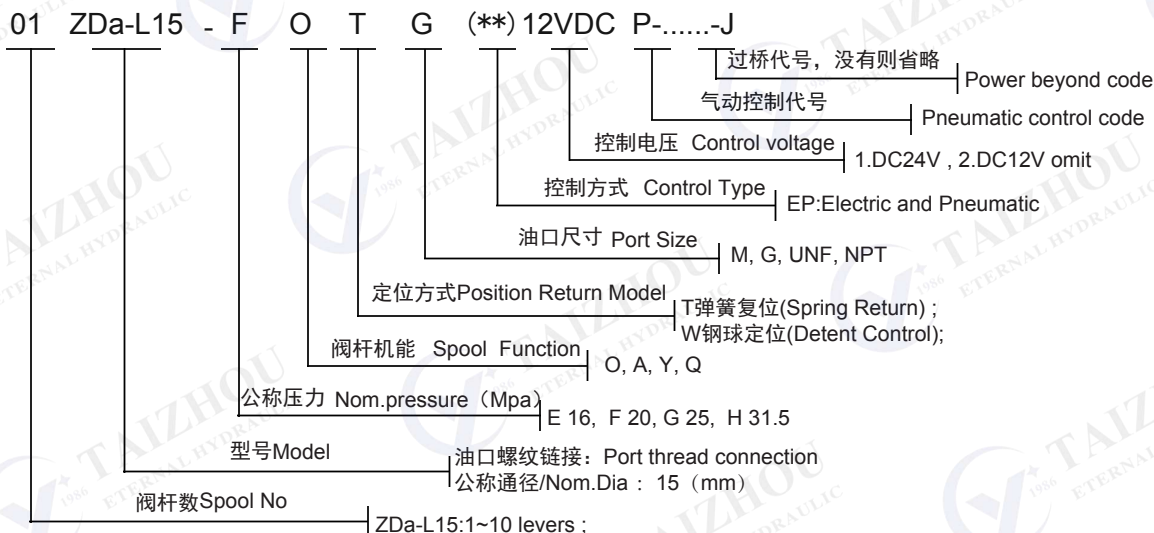 01 ZDa-L15 - F O T G (**) 12VDC P-......-J
过桥代号，没有则省略 Power beyond code
气动控制代号 Pneumatic control code
控制电压 Control voltage 1.DC24V , 2.DC12V omit
控制方式 Control Type EP:Electric and Pneumatic
油口尺寸 Port Size M, G, UNF, NPT
定位方式Position Return Model T弹簧复位(Spring Return) ;
W钢球定位(Detent Control);
阀杆机能 Spool Function O, A, Y, Q
公称压力 Nom.pressure（Mpa） E 16, F 20, G 25, H 31.5
型号Model 油口螺纹链接：Port thread connection
公称通径/Nom.Dia : 15（mm）
阀杆数Spool No ZDa-L15:1~10 levers ;
TAIZHOU
ETERNAL HYDRAULIC
1986